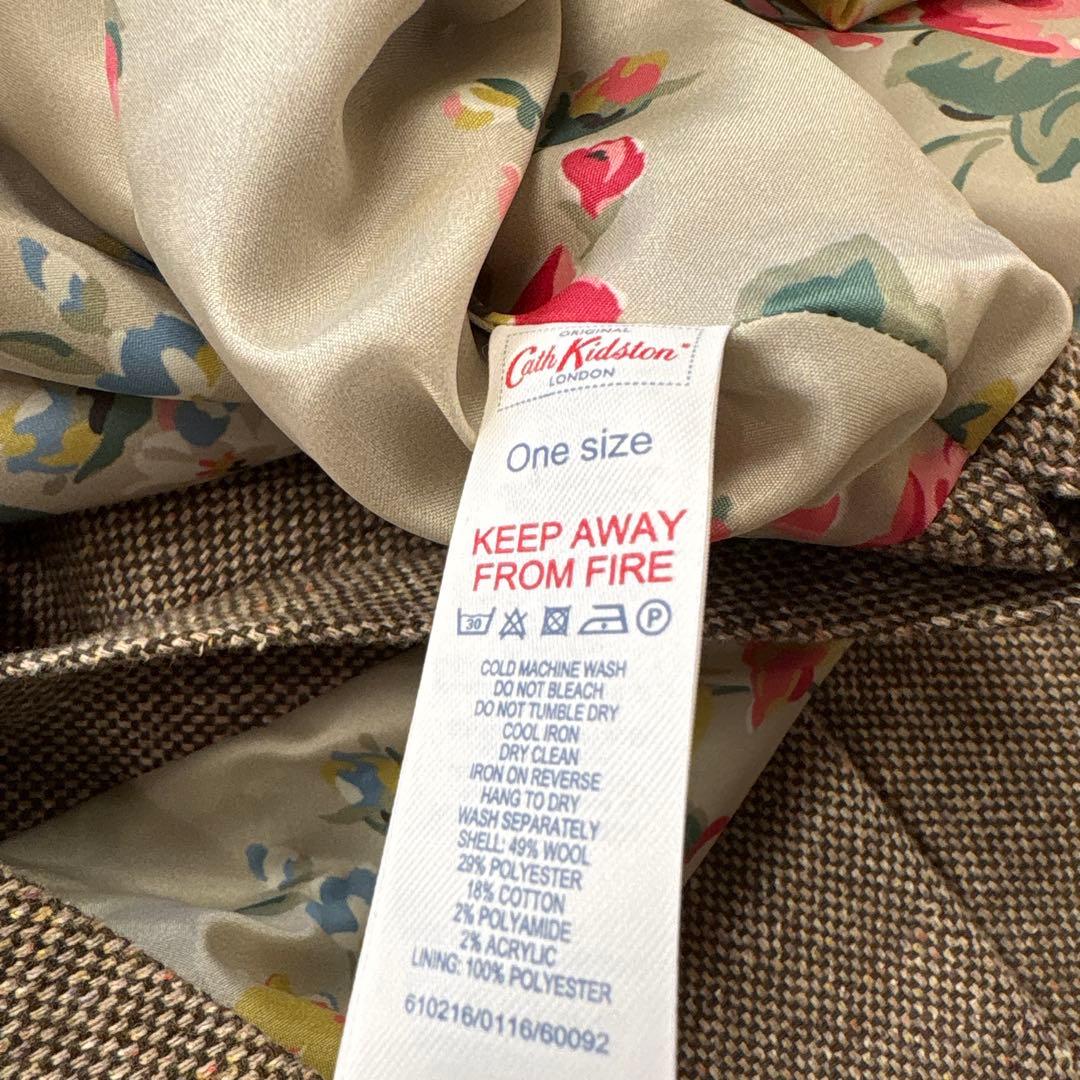 ORIGINAL
Cath Kidston
LONDON
One size
KEEP AWAY
FROM FIRE
30 P
COLD MACHINE WASH
DO NOT BLEACH
DO NOT TUMBLE DRY
COOL IRON
DRY CLEAN
IRON ON REVERSE
HANG TO DRY
WASH SEPARATELY
SHELL: 49% WOOL
29% POLYESTER
18% COTTON
2% POLYAMIDE
2% ACRYLIC
LINING: 100% POLYESTER
610216/0116/60092